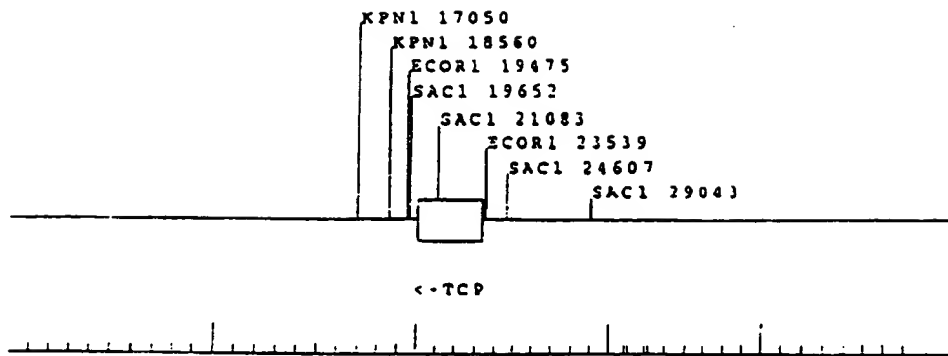 KPN1 17050
KPN1 18560
ECOR1 19475
SAC1 19652
SAC1 21083
ECOR1 23539
SAC1 24607
SAC1 29043
<-TCP